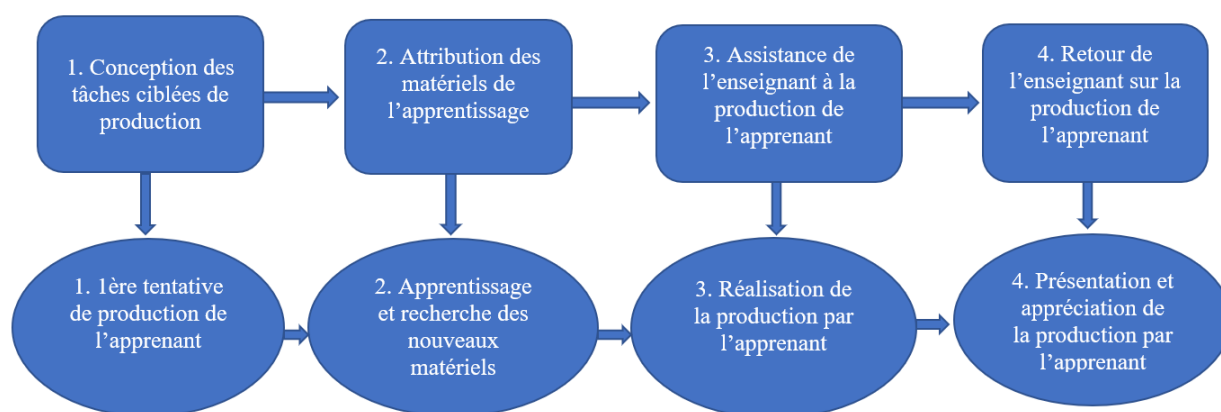 1. Conception des
tâches ciblées de
production
2. Attribution des
matériels de
l’apprentissage
3. Assistance de
l’enseignant à la
production de
l’apprenant
4. Retour de
l’enseignant sur la
production de
l’apprenant
1. 1ère tentative
de production de
l’apprenant
2. Apprentissage
et recherche des
nouveaux
matériels
3. Réalisation de
la production par
l’apprenant
4. Présentation et
appréciation de
la production par
l’apprenant